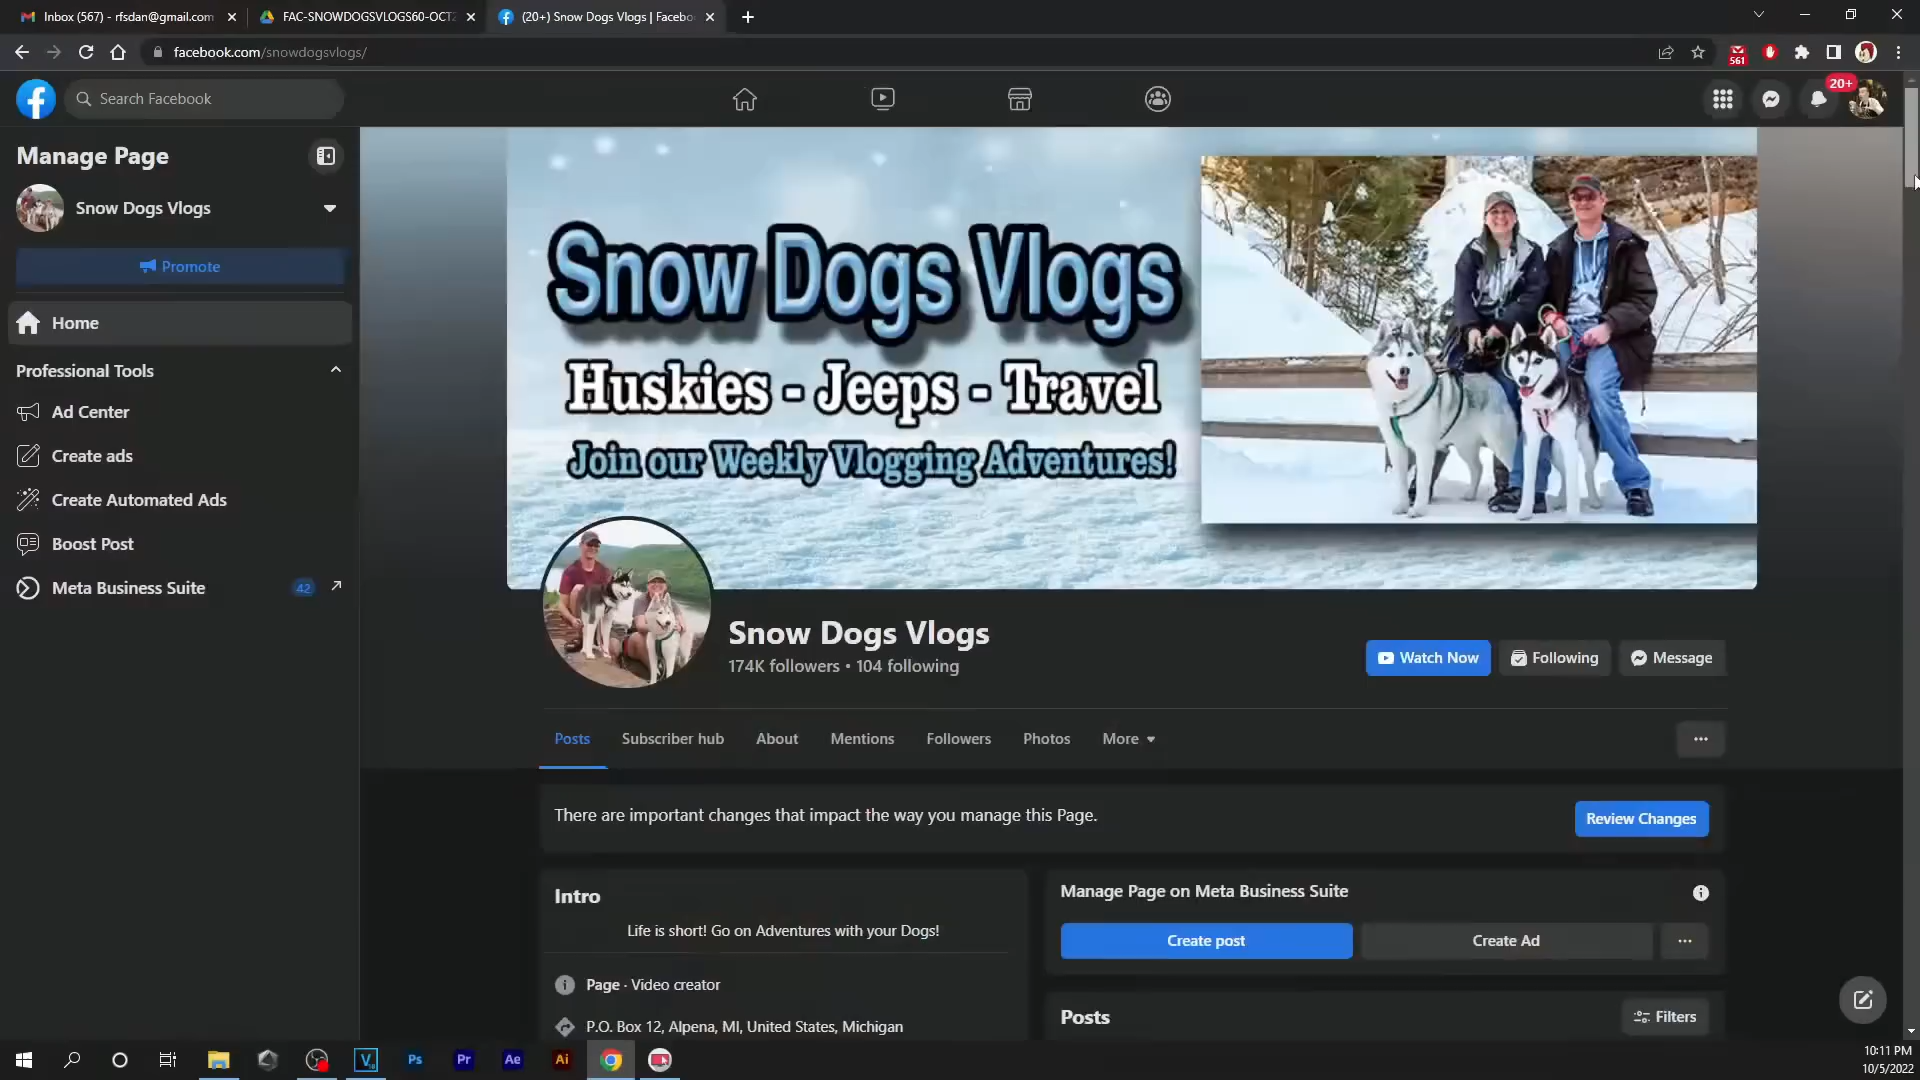 Inbox (567) - rfsdan@gmail.com
FAC-SNOWDOGSVLOGS60-OCT2
(20+) Snow Dogs Vlogs | Facebo
facebook.com/snowdogsvlogs/
561
Search Facebook
20+
Manage Page
Snow Dogs Vlogs
Promote
Home
Professional Tools
Ad Center
Create ads
Create Automated Ads
Boost Post
Meta Business Suite
42
Snow Dogs Vlogs
Huskies - Jeeps - Travel
Join our Weekly Vlogging Adventures!
Snow Dogs Vlogs
174K followers • 104 following
Watch Now
Following
Message
Posts
Subscriber hub
About
Mentions
Followers
Photos
More
There are important changes that impact the way you manage this Page.
Review Changes
Intro
Life is short! Go on Adventures with your Dogs!
Page · Video creator
P.O. Box 12, Alpena, MI, United States, Michigan
Manage Page on Meta Business Suite
Create post
Create Ad
Posts
Filters
V
Ps
Pr
Ae
Ai
10:11 PM
10/5/2022